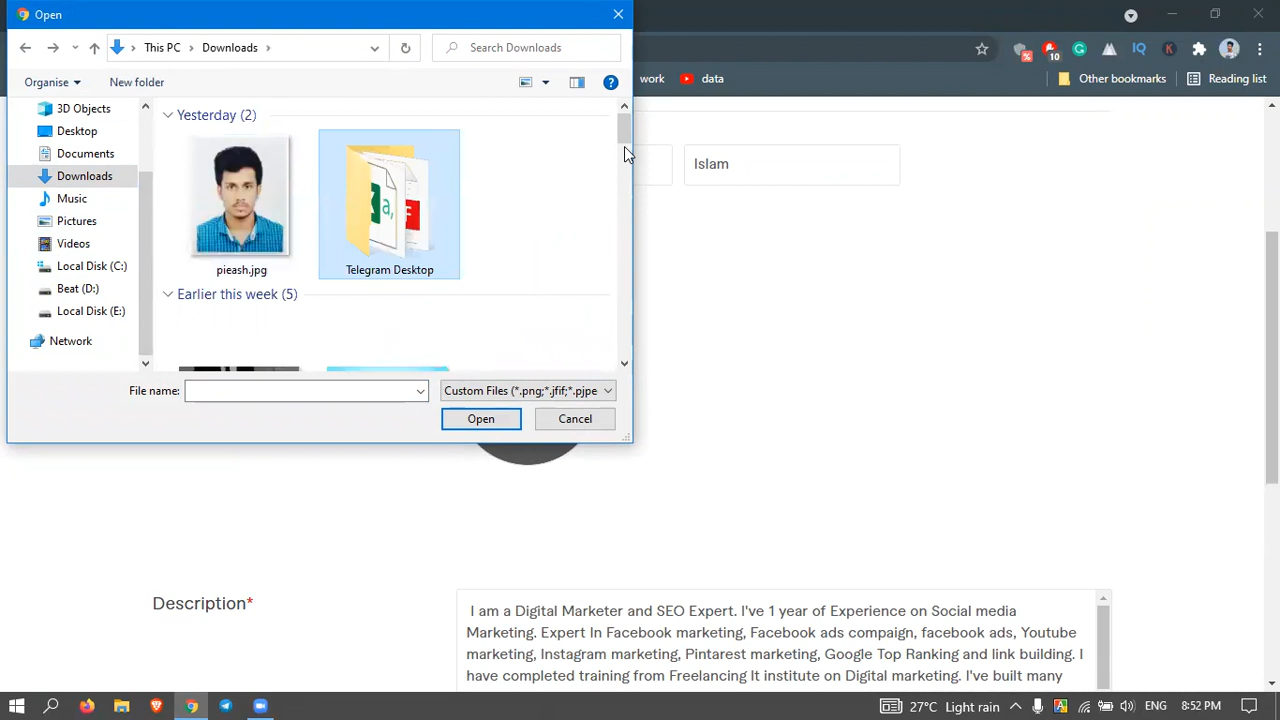 Open
This PC
Downloads
Search Downloads
Organise
New folder
work
data
Other bookmarks
Reading list
10
IQ
K
3D Objects
Desktop
Documents
Downloads
Music
Pictures
Videos
Local Disk (C:)
Beat (D:)
Local Disk (E:)
Network
Yesterday (2)
pieash.jpg
Telegram Desktop
Earlier this week (5)
File name:
Custom Files (*.png;*.jfif;*.pjpe
Open
Cancel
Islam
Description*
I am a Digital Marketer and SEO Expert. I've 1 year of Experience on Social media
Marketing. Expert In Facebook marketing, Facebook ads compaign, facebook ads, Youtube
marketing, Instagram marketing, Pintarest marketing, Google Top Ranking and link building. I
have completed training from Freelancing It institute on Digital marketing. I've built many
27°C Light rain
ENG
8:52 PM